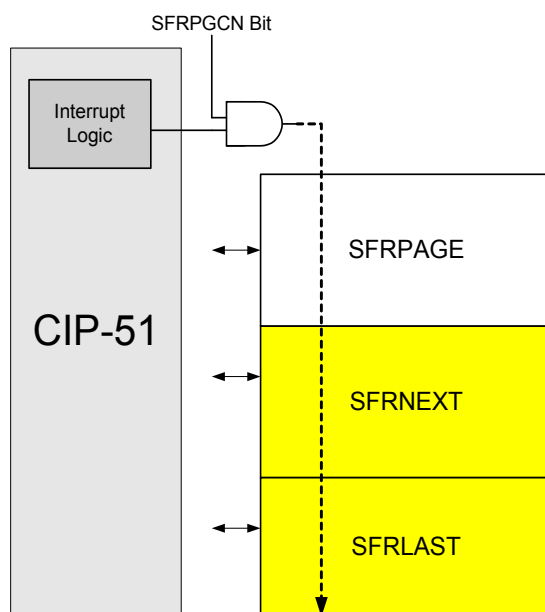 SFRPGCN Bit
Interrupt
Logic
CIP-51
SFRPAGE
SFRNEXT
SFRLAST